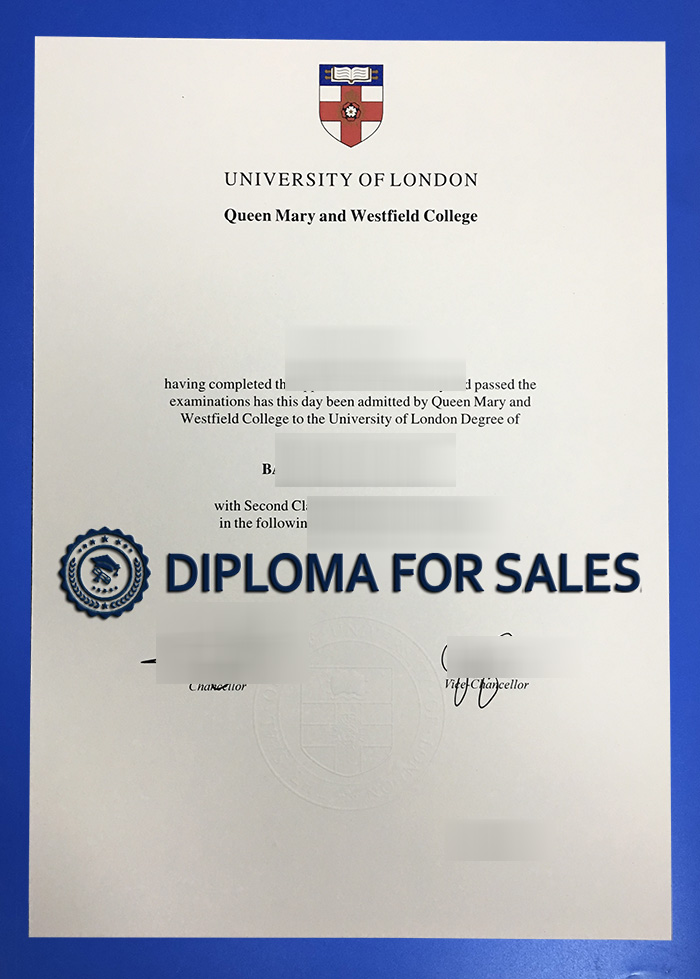 UNIVERSITY OF LONDON
Queen Mary and Westfield College
having completed passed the
examinations has this day been admitted by Queen Mary and
Westfield College to the University of London Degree of
with Second
in the
DIPLOMA FOR SALES
Chancellor
Vice-Chancellor